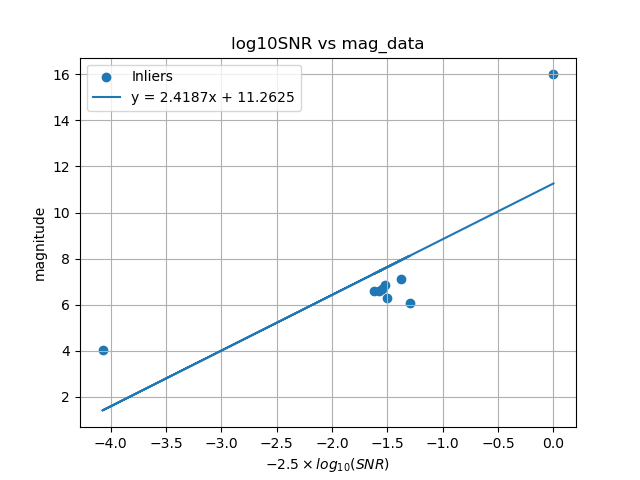 log10SNR vs mag_data
Inliers
y = 2.4187x + 11.2625
magnitude
16
14
12
10
8
6
4
2
−4.0 −3.5 −3.0 −2.5 −2.0 −1.5 −1.0 −0.5 0.0
−2.5 × log₁₀(SNR)